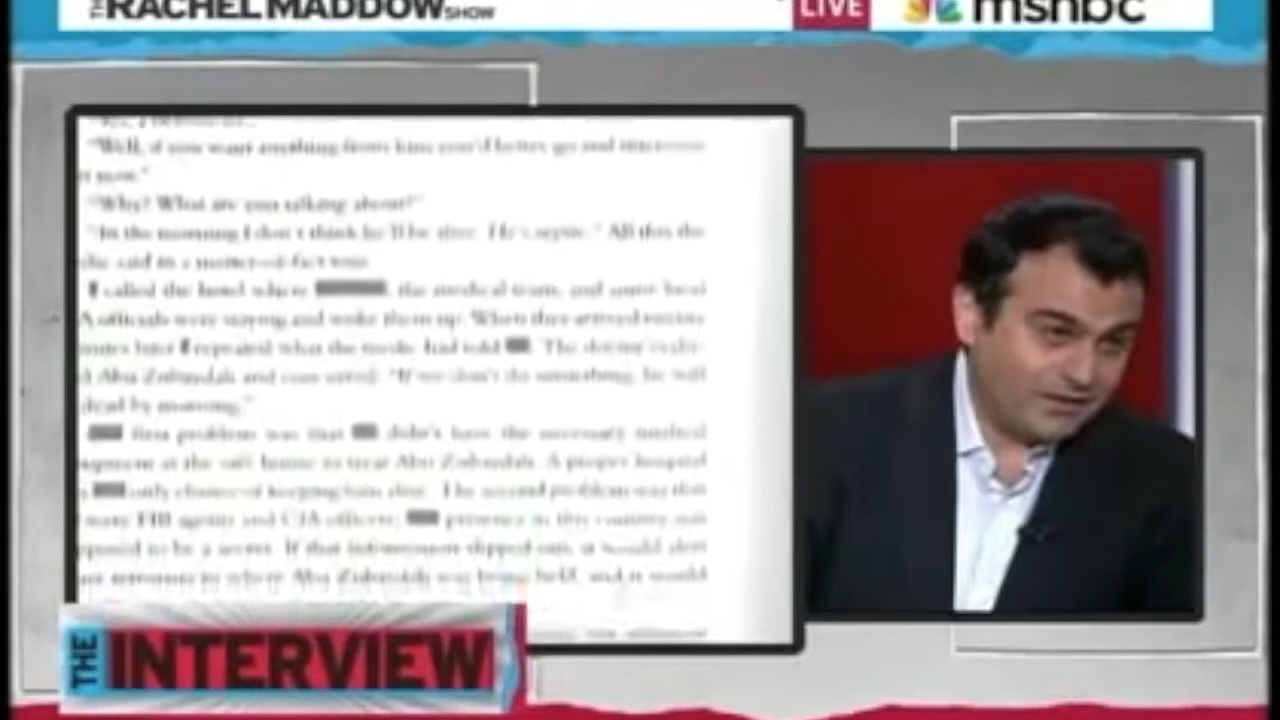 THE RACHEL MADDOW SHOW
LIVE
msnbc
"Well, if you want anything from him you'd better go and interview
t now."
"Why? What are you talking about?"
"In the morning I don't think he'll be alive. He's septic." All this the
she said in a matter-of-fact tone.
I called the hotel where , the medical team, and some local
A officials were staying and woke them up. When they arrived
nutes later I repeated what the medic had told . The doctor
d Abu Zubaydah and concurred: "If we don't do something, he will
dead by morning."
first problem was that didn't have the necessary medical
uipment at the safe house to treat Abu Zubaydah. A proper hospital
s only chance of keeping him alive. The second problem was that
were FBI agents and CIA officers; presence in this country was
pposed to be a secret. If that information slipped out, it would alert
terrorists to where Abu Zubaydah was being held, and it would
THE INTERVIEW